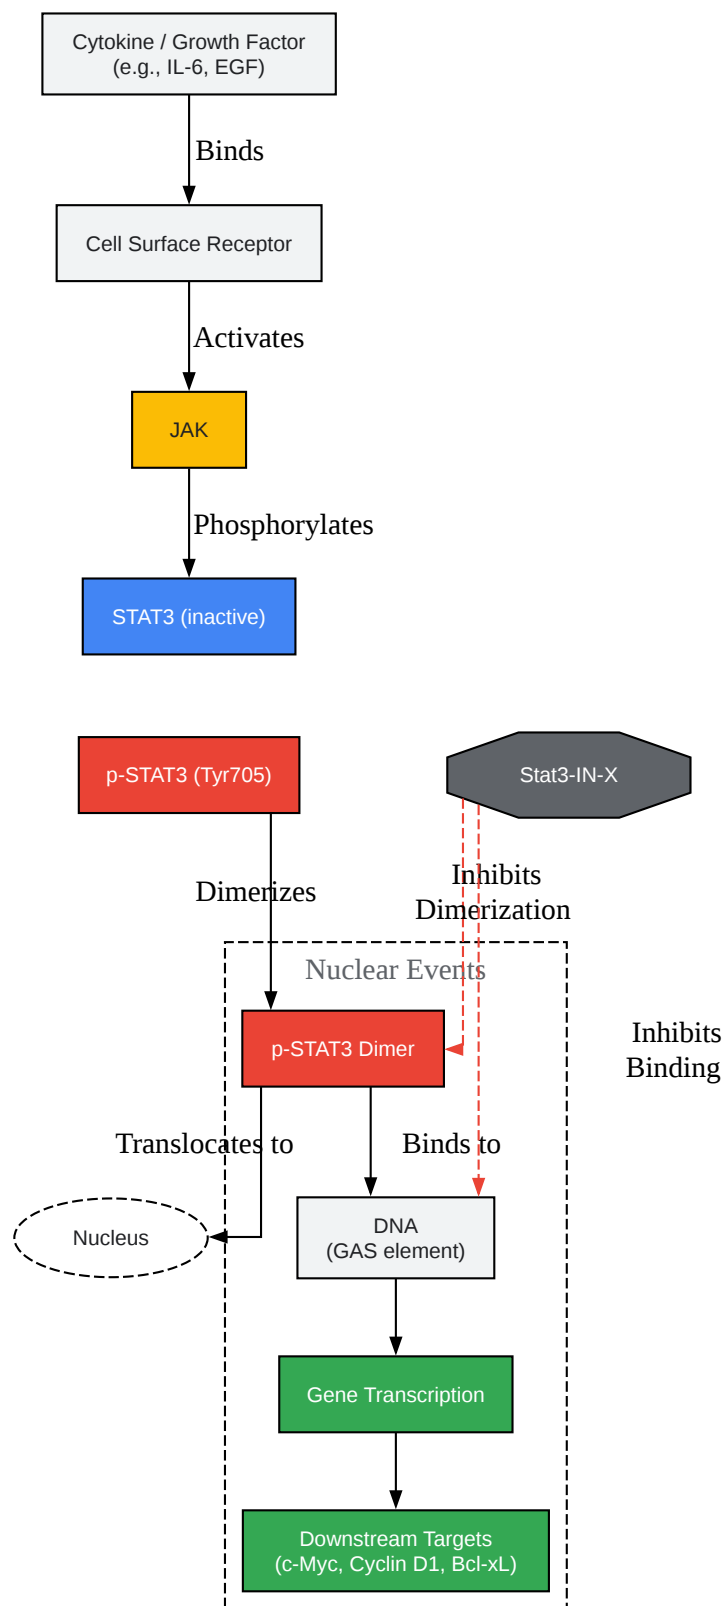 Cytokine / Growth Factor
(e.g., IL-6, EGF)
Binds
Cell Surface Receptor
Activates
JAK
Phosphorylates
STAT3 (inactive)
p-STAT3 (Tyr705)
Stat3-IN-X
Dimerizes
Inhibits
Dimerization
Nuclear Events
p-STAT3 Dimer
Inhibits
Binding
Translocates to
Binds to
Nucleus
DNA
(GAS element)
Gene Transcription
Downstream Targets
(c-Myc, Cyclin D1, Bcl-xL)